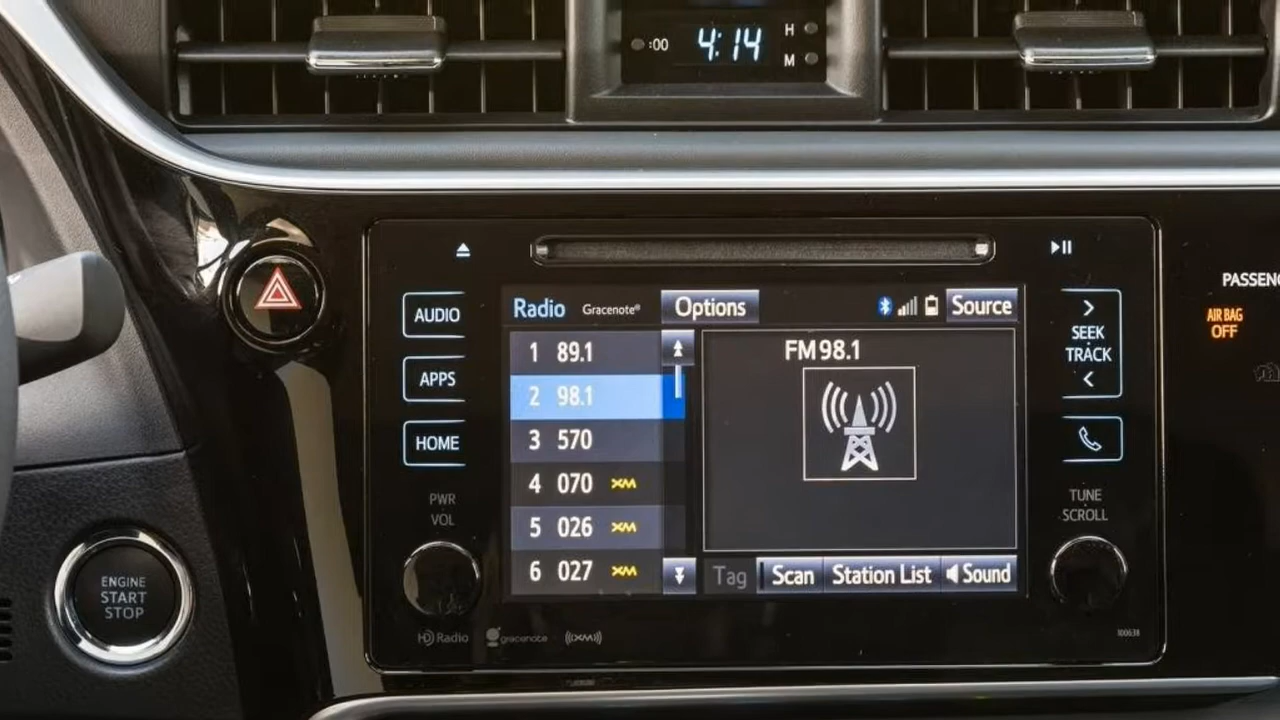 :00 4:14 H
M
PASSENG
AIR BAG
OFF
AUDIO
APPS
HOME
PWR
VOL
Radio Gracenote® Options Source
1 89.1
2 98.1
3 570
4 070 XM
5 026 XM
6 027 XM
FM 98.1
Tag Scan Station List Sound
SEEK
TRACK
TUNE
SCROLL
ENGINE
START
STOP
HD Radio gracenote ((XM))
100638